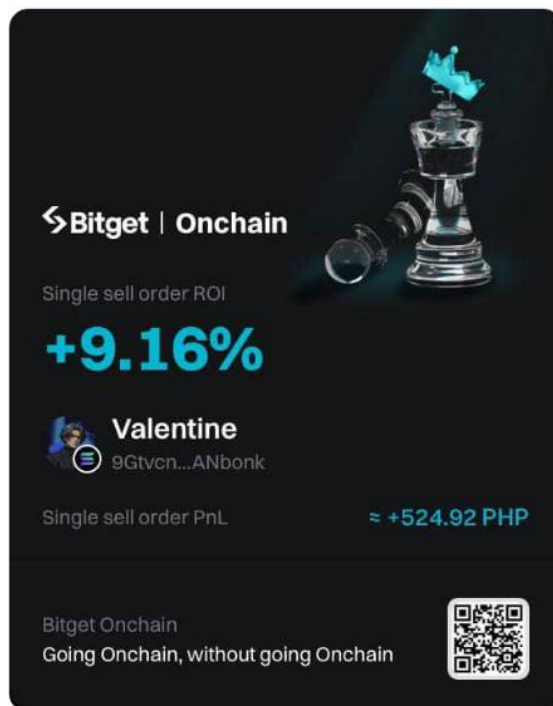 Bitget | Onchain
Single sell order ROI
+9.16%
Valentine
9Gtvcn...ANbonk
Single sell order PnL
≈ +524.92 PHP
Bitget Onchain
Going Onchain, without going Onchain